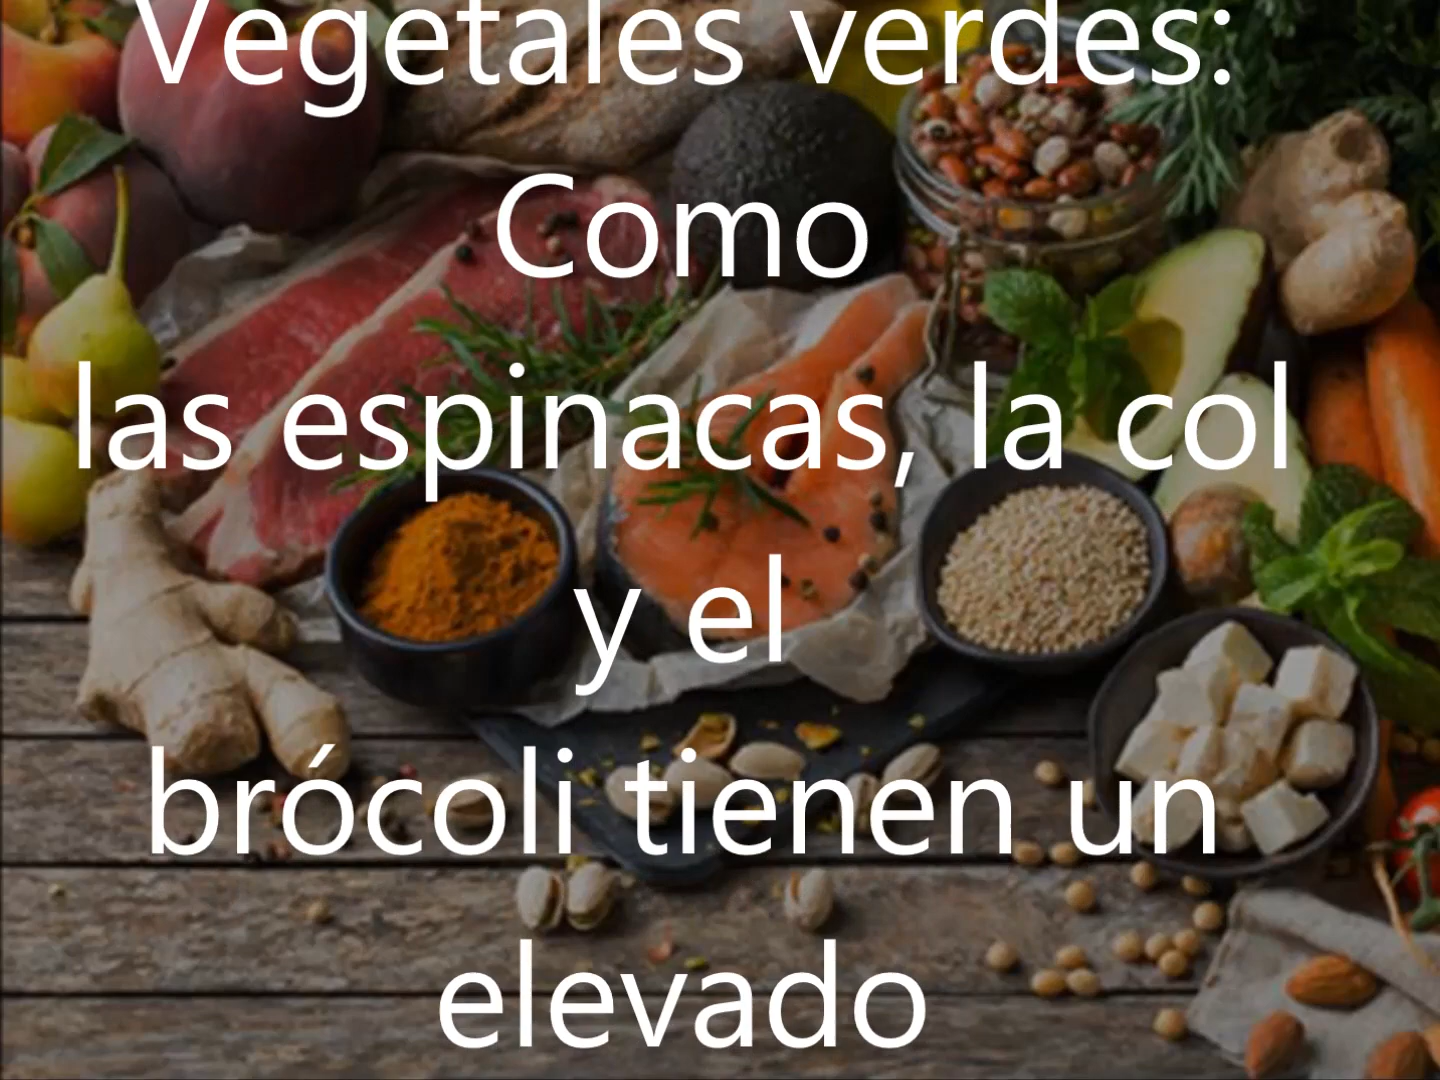 Vegetales verdes:
Como
las espinacas, la col
y el
brócoli tienen un
elevado